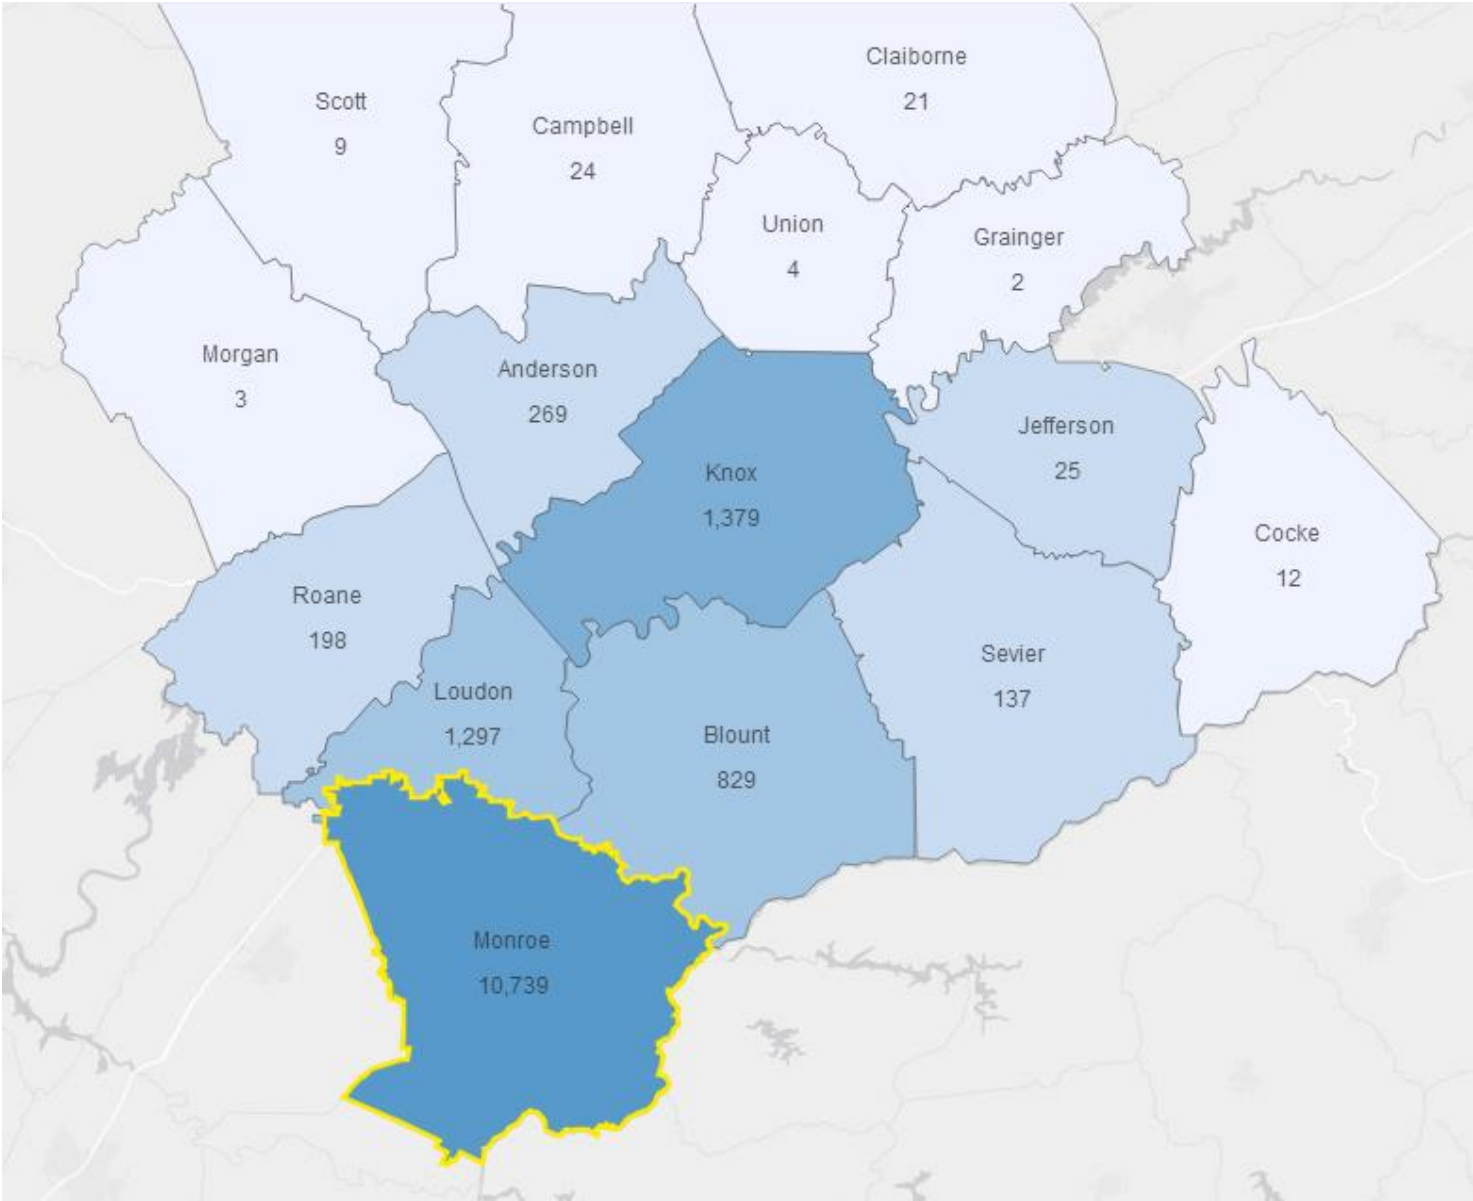 Claiborne
21
Scott
9
Campbell
24
Union
4
Grainger
2
Morgan
3
Anderson
269
Jefferson
25
Knox
1,379
Cocke
12
Roane
198
Sevier
137
Loudon
1,297
Blount
829
Monroe
10,739